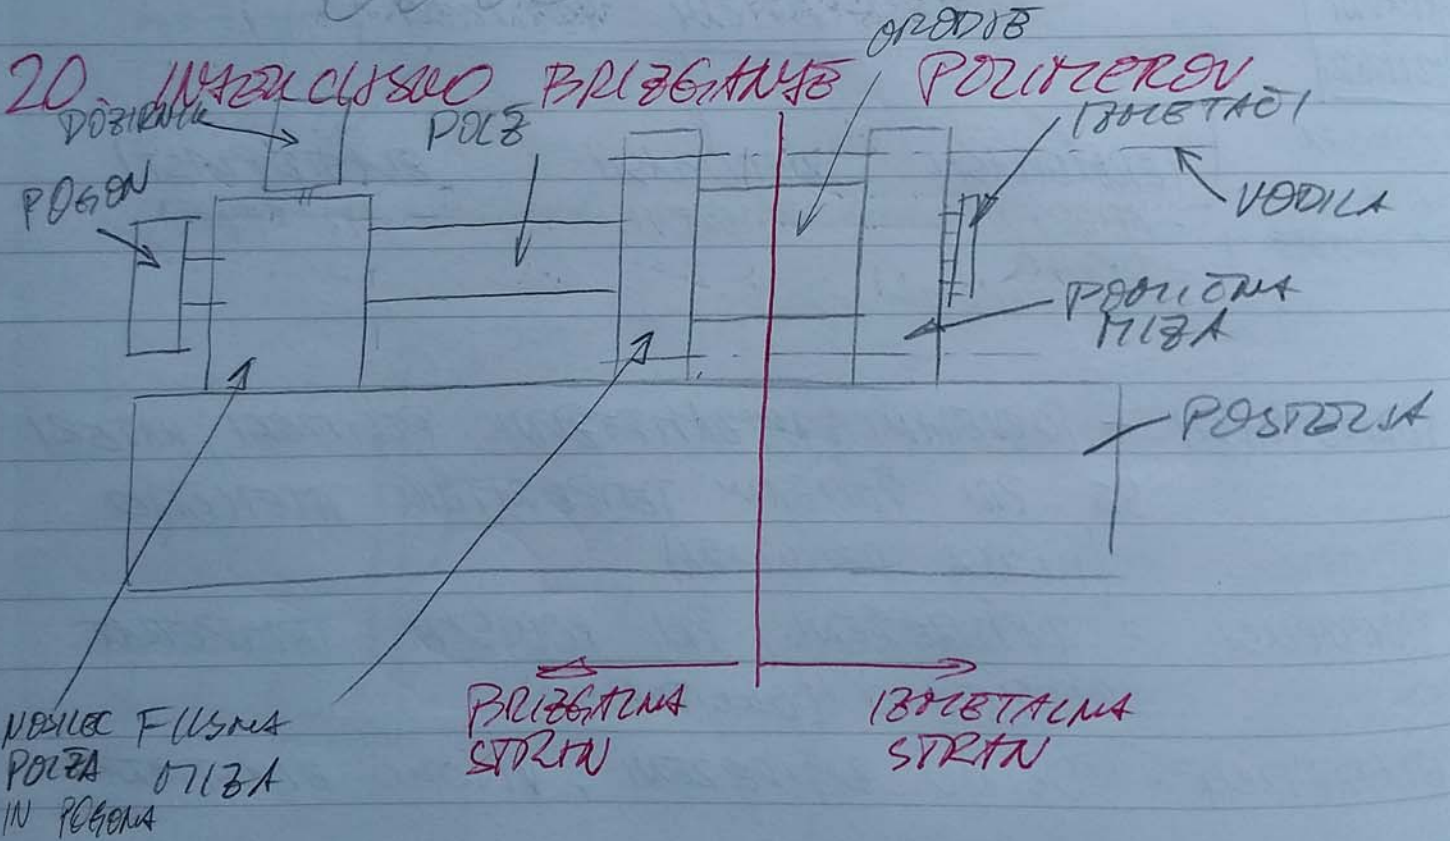 20. INJEKCIJSKO BRIZGANJE POLIMEROV
ORODJE
DOZIRNIK
POLŽ
IZMETAČI
POGON
VODILA
POMIČNA
MIZA
POSTELJA
NOSILEC
POLŽA
IN POGONA
FIKSNA
MIZA
BRIZGALNA
STRAN
IZMETALNA
STRAN